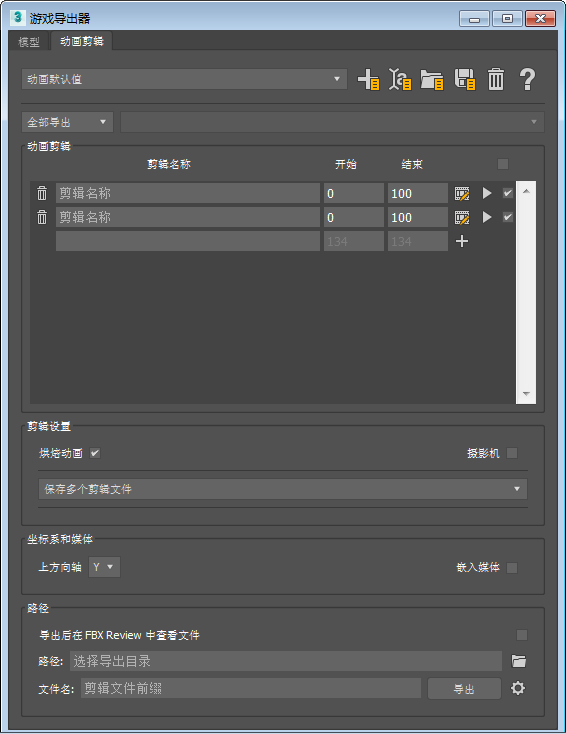 3 游戏导出器
模型 动画剪辑
动画默认值
全部导出
动画剪辑
剪辑名称 开始 结束
剪辑名称 0 100
剪辑名称 0 100
134 134
剪辑设置
烘焙动画 摄影机
保存多个剪辑文件
坐标系和媒体
上方向轴 Y 嵌入媒体
路径
导出后在 FBX Review 中查看文件
路径: 选择导出目录
文件名: 剪辑文件前缀 导出